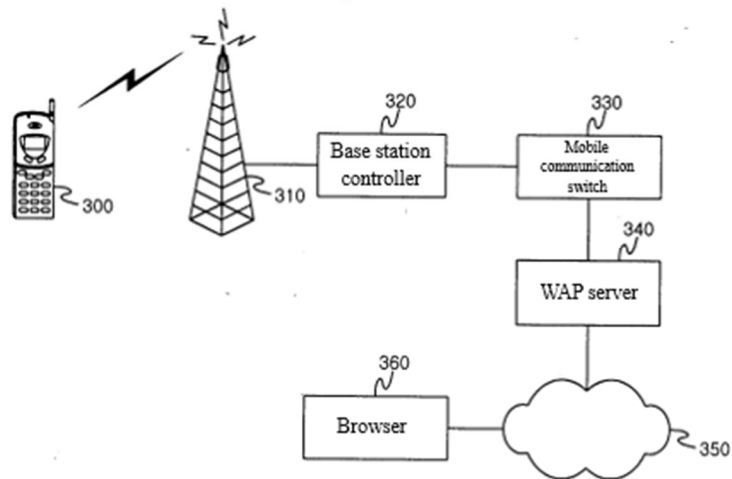 320
Base station
controller
330
Mobile
communication
switch
300
310
340
WAP server
360
Browser
350